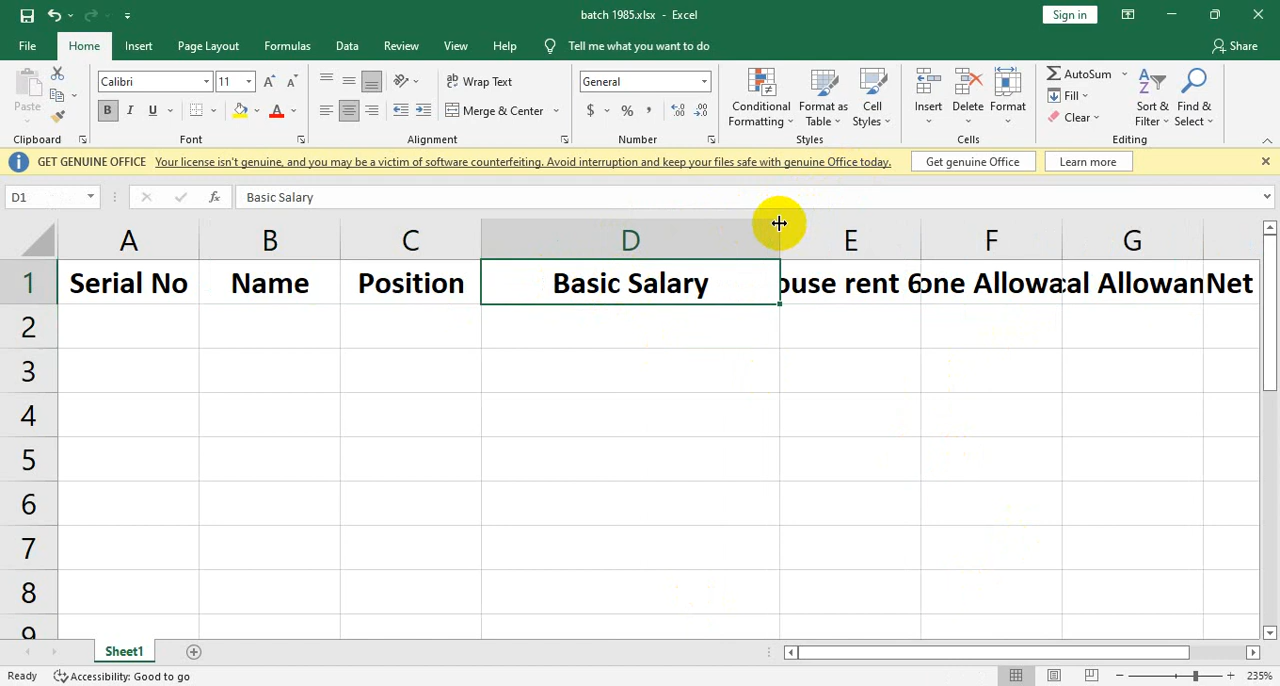 batch 1985.xlsx - Excel
Sign in
File Home Insert Page Layout Formulas Data Review View Help Tell me what you want to do Share
Paste
Calibri 11
B I U A
Wrap Text
Merge & Center
General
$ % ,
Conditional Formatting
Format as Table
Cell Styles
Insert Delete Format
AutoSum
Fill
Clear
Sort & Filter
Find & Select
Clipboard Font Alignment Number Styles Cells Editing
GET GENUINE OFFICE Your license isn't genuine, and you may be a victim of software counterfeiting. Avoid interruption and keep your files safe with genuine Office today. Get genuine Office Learn more
D1 fx Basic Salary
A B C D E F G
1 Serial No Name Position Basic Salary ouse rent 6 one Allowa al Allowan Net
2
3
4
5
6
7
8
9
Sheet1
Ready Accessibility: Good to go 235%